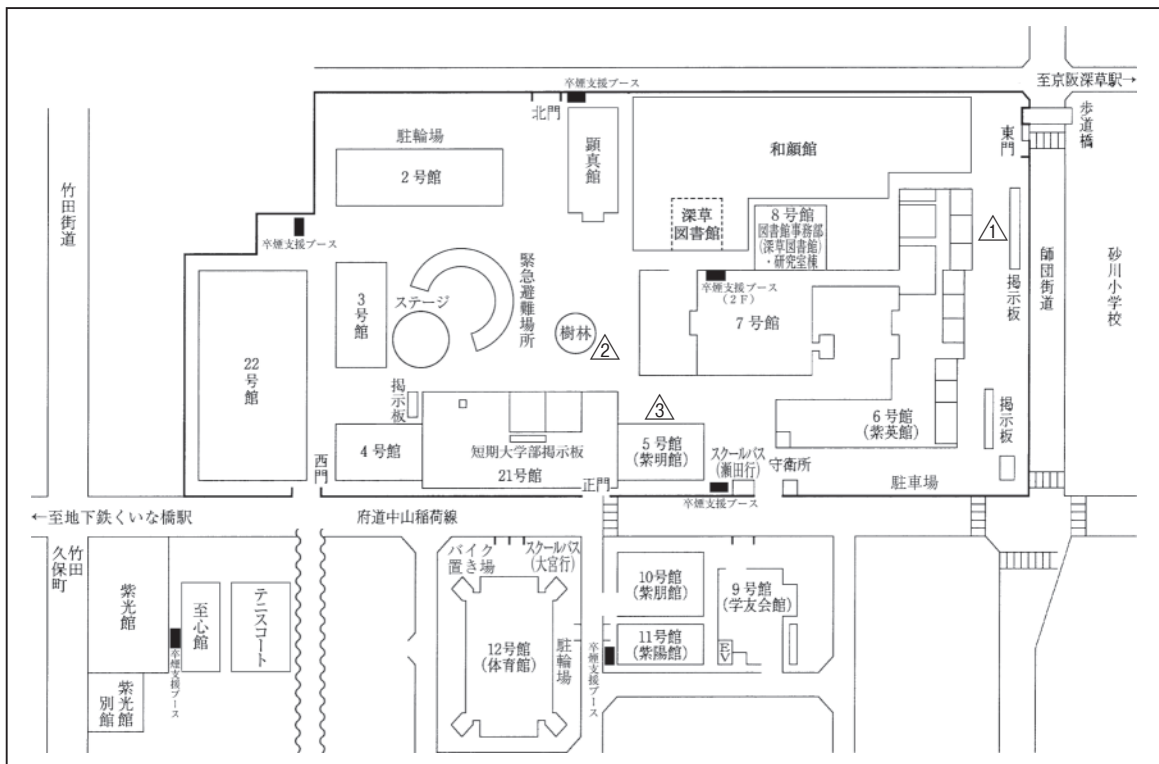 至京阪深草駅→
卒煙支援ブース
北門
歩道橋
東門
駐輪場
2号館
顕真館
和顔館
竹田街道
卒煙支援ブース
深草
図書館
8号館
図書館事務部
(深草図書館)
・研究室棟
1
掲示板
師団街道
砂川小学校
緊急避難場所
ステージ
3号館
樹林
2
卒煙支援ブース
(2F)
7号館
22号館
掲示板
3
6号館
(紫英館)
掲示板
4号館
短期大学部掲示板
21号館
5号館
(紫明館)
スクールバス
(瀬田行)
守衛所
駐車場
西門
正門
卒煙支援ブース
←至地下鉄くいな橋駅
府道中山稲荷線
竹田
久保町
紫光館
至心館
テニスコート
バイク
置き場
スクールバス
(大宮行)
10号館
(紫朋館)
9号館
(学友会館)
12号館
(体育館)
駐輪場
卒煙支援ブース
11号館
(紫陽館)
EV
卒煙支援ブース
紫光館
別館